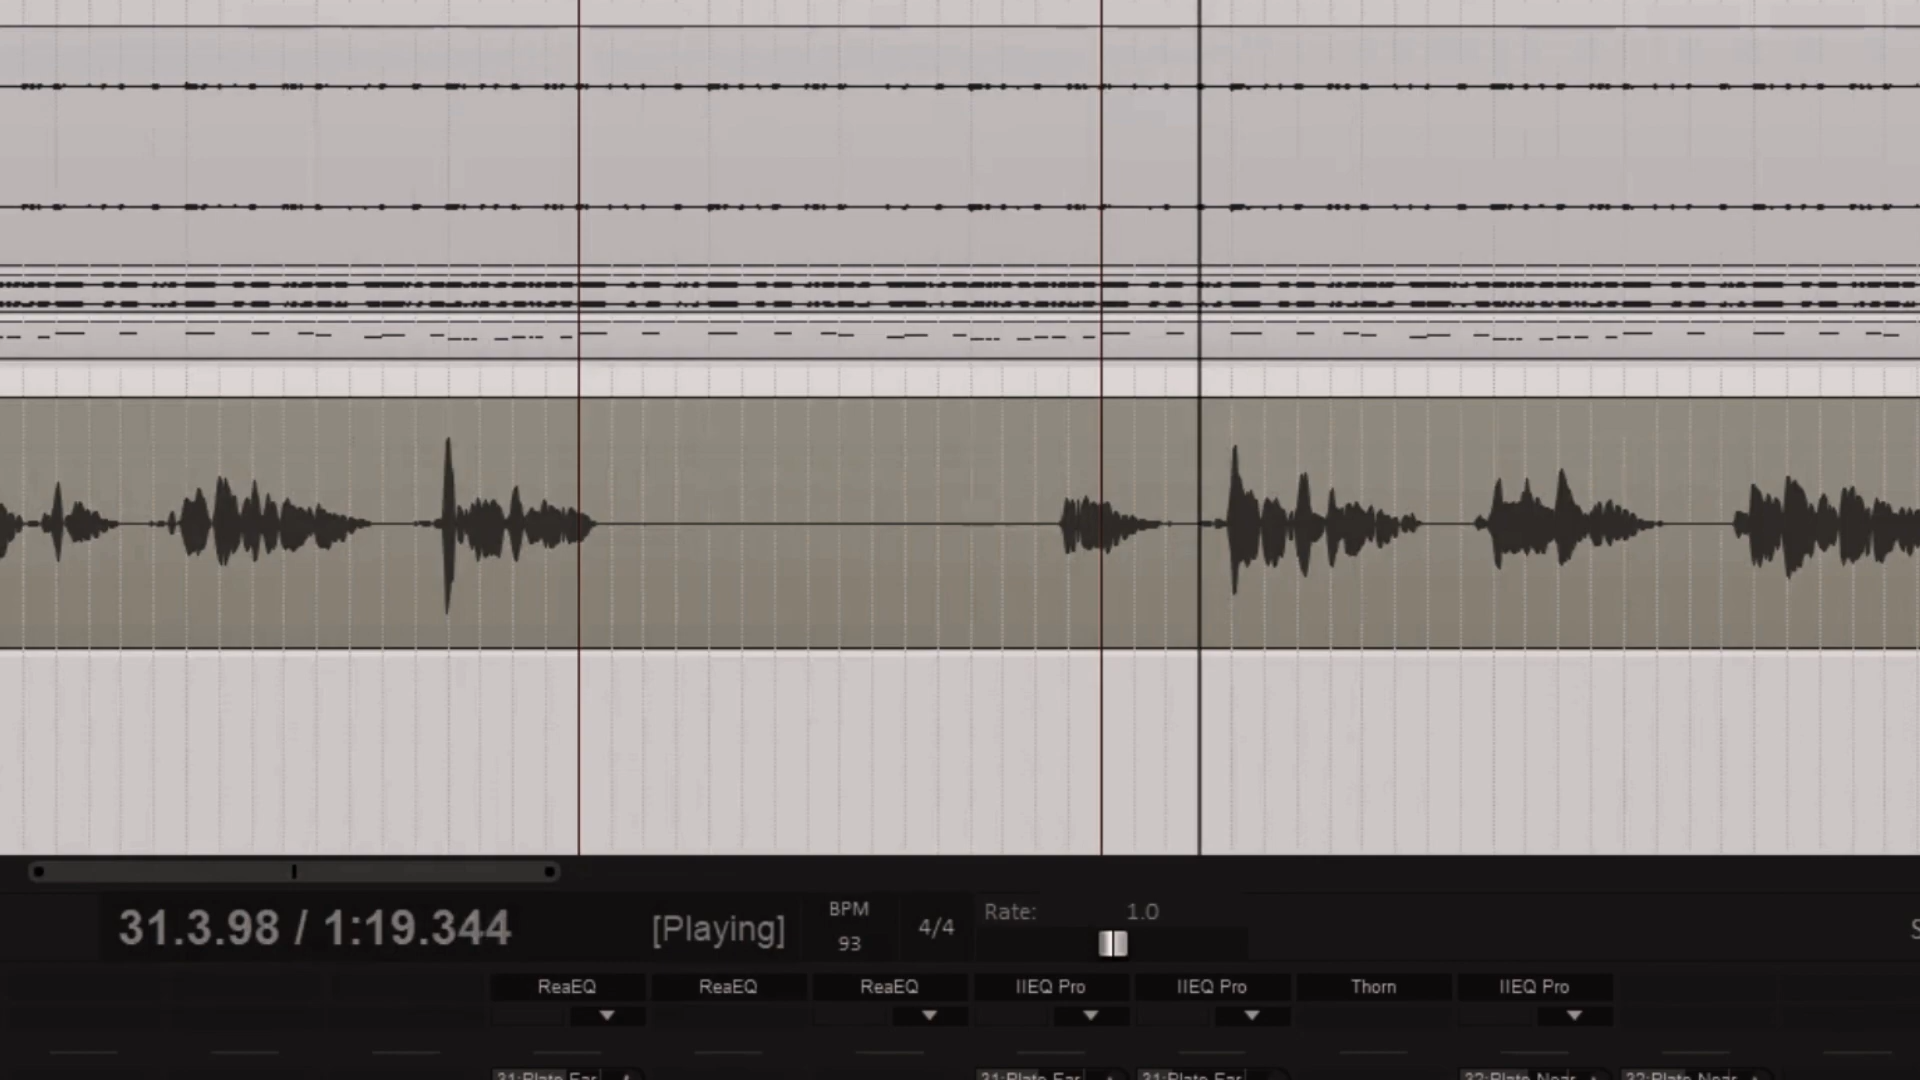 31.3.98 / 1:19.344
[Playing]
BPM
93
4/4
Rate: 1.0
ReaEQ
ReaEQ
ReaEQ
IIEQ Pro
IIEQ Pro
Thorn
IIEQ Pro